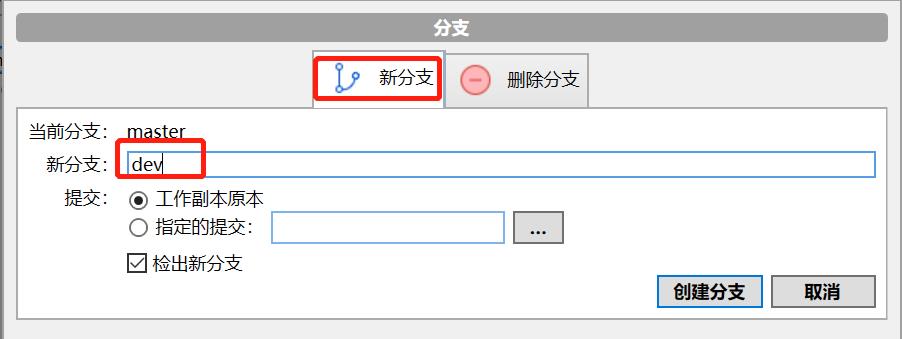 分支
新分支 删除分支
当前分支: master
新分支: dev
提交: 工作副本原本
指定的提交: ...
检出新分支
创建分支 取消